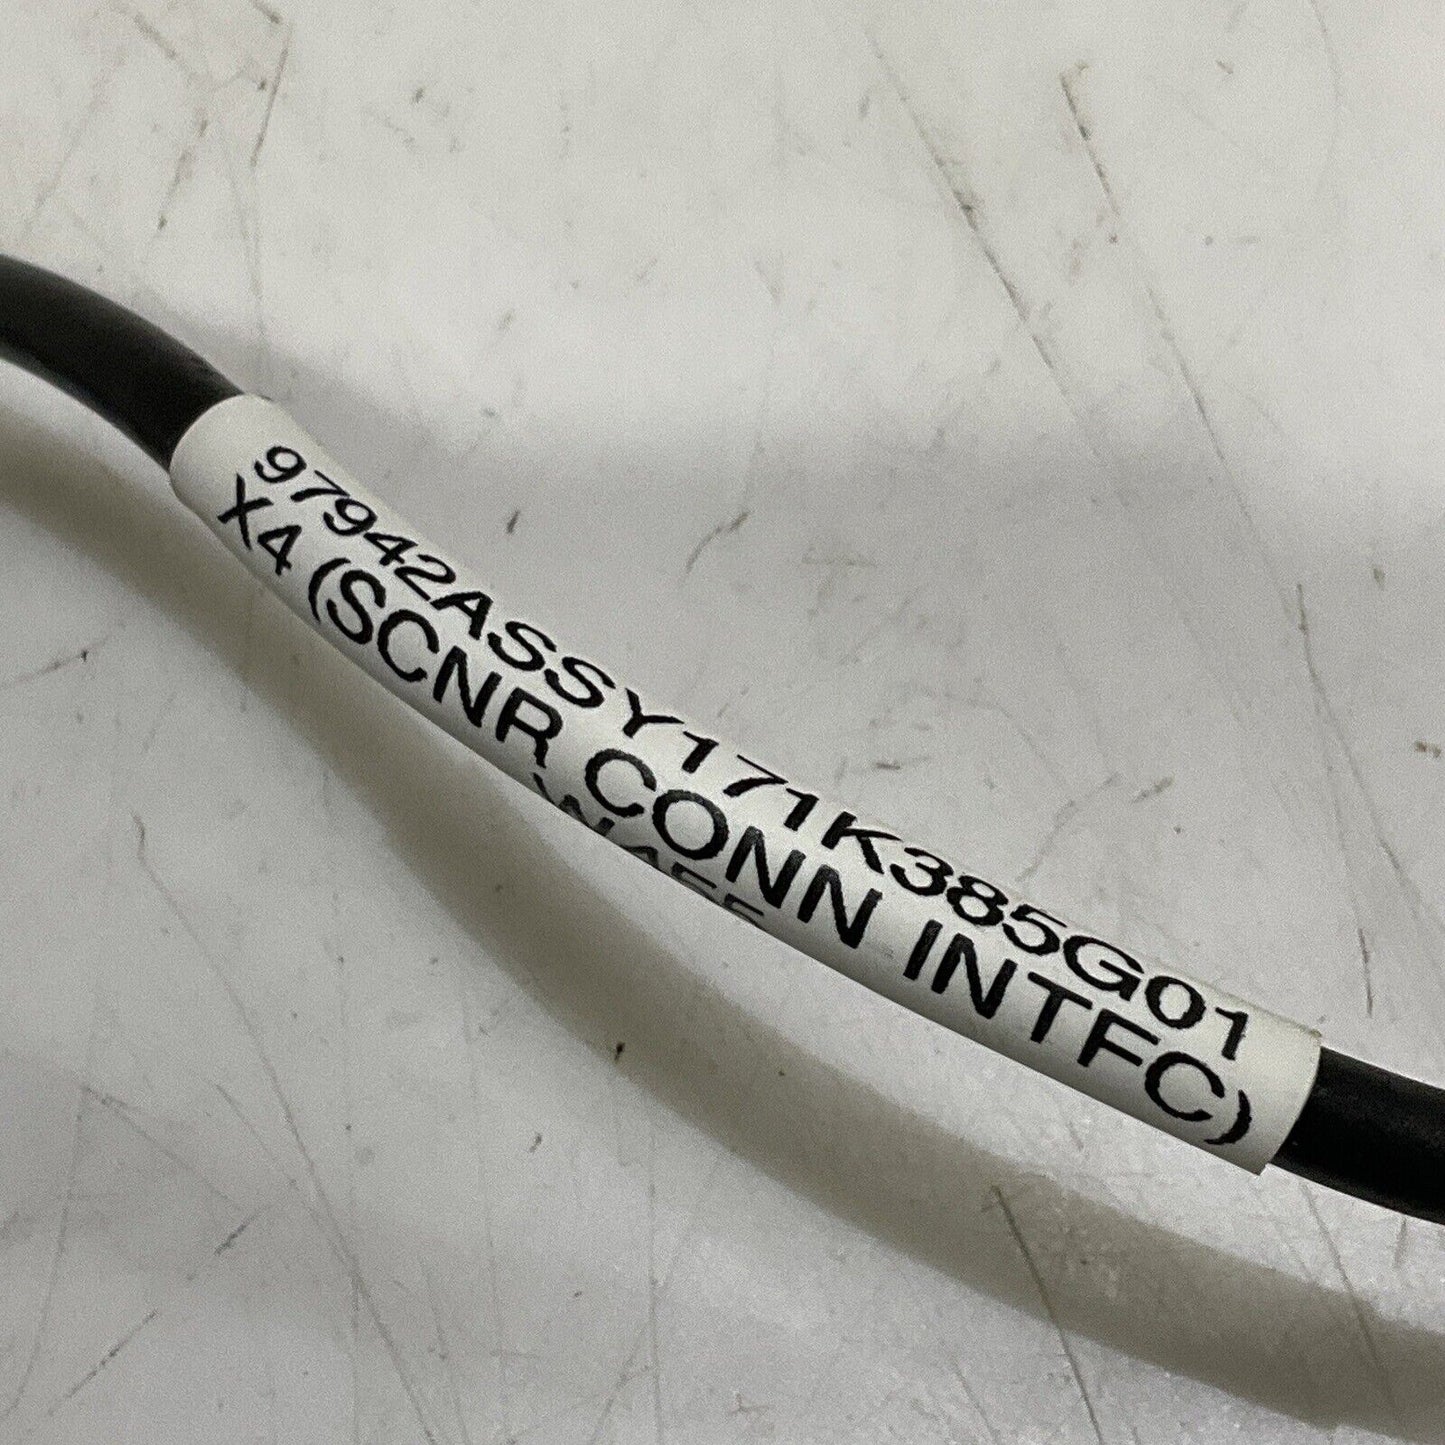 97942ASSY171K385G01
X4 (SCNR CONN INTFC)